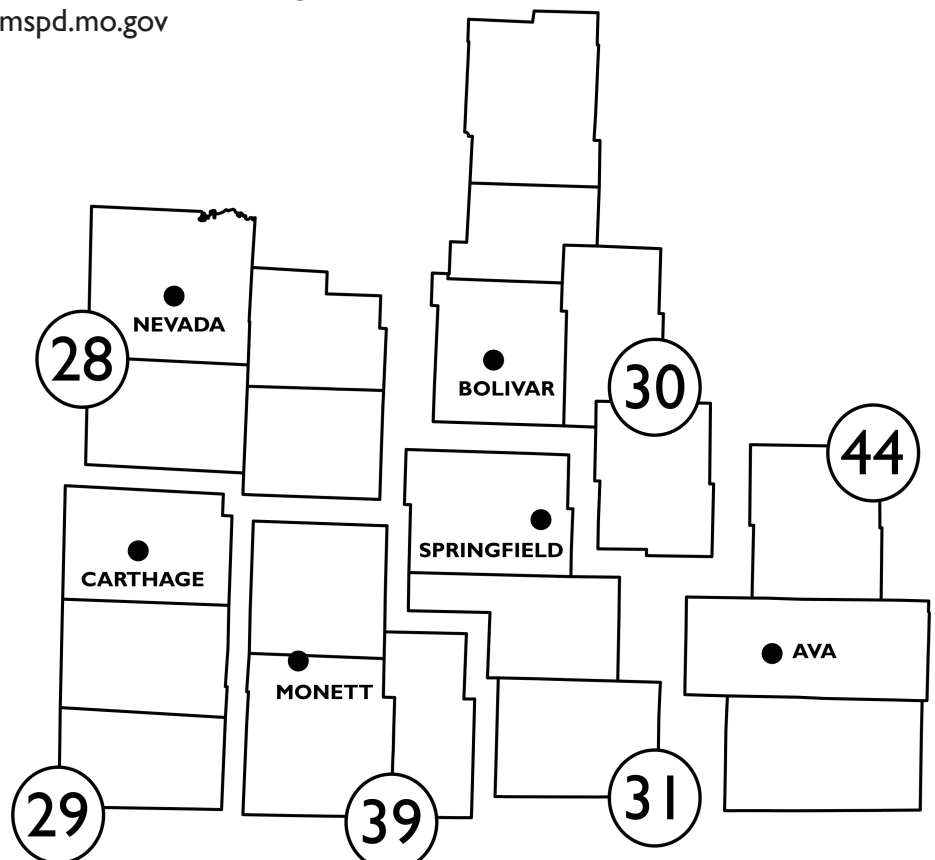 mspd.mo.gov
NEVADA
28
BOLIVAR
30
44
SPRINGFIELD
CARTHAGE
AVA
MONETT
29
39
31